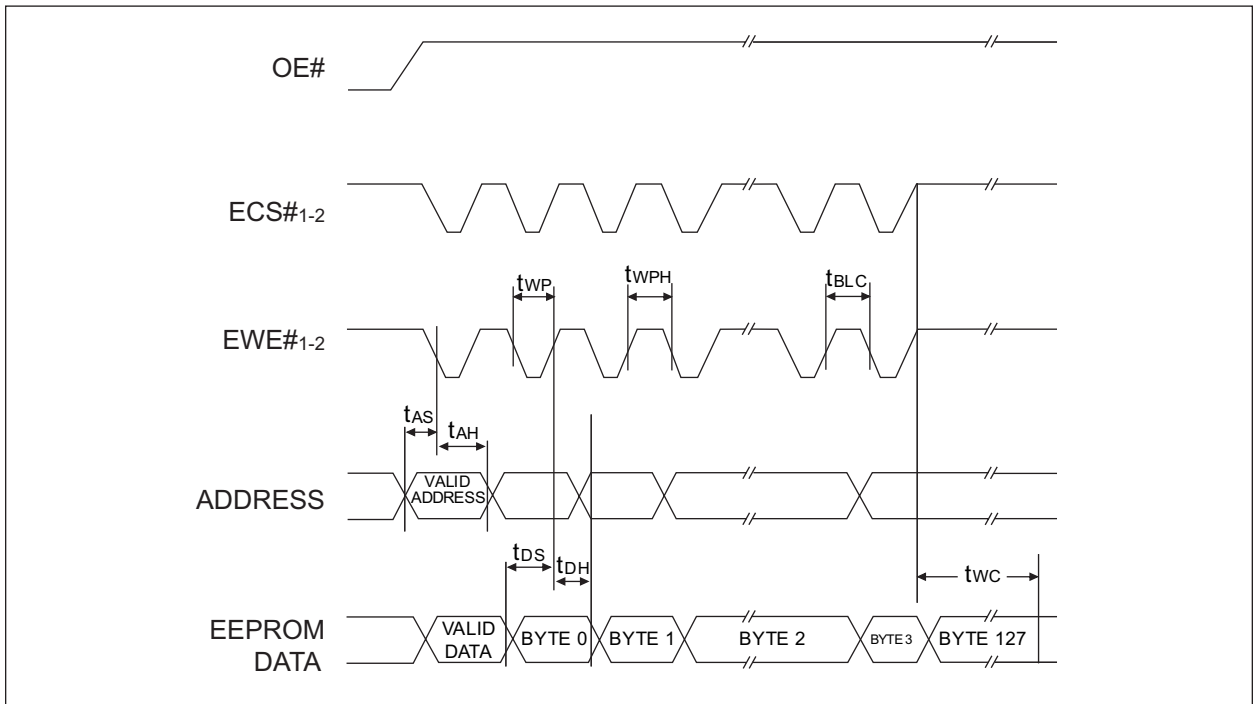 OE#
ECS#1-2
tWP
tWPH
tBLC
EWE#1-2
tAS
tAH
ADDRESS
VALID
ADDRESS
tDS
tDH
tWC
EEPROM
DATA
VALID
DATA
BYTE 0
BYTE 1
BYTE 2
BYTE 3
BYTE 127